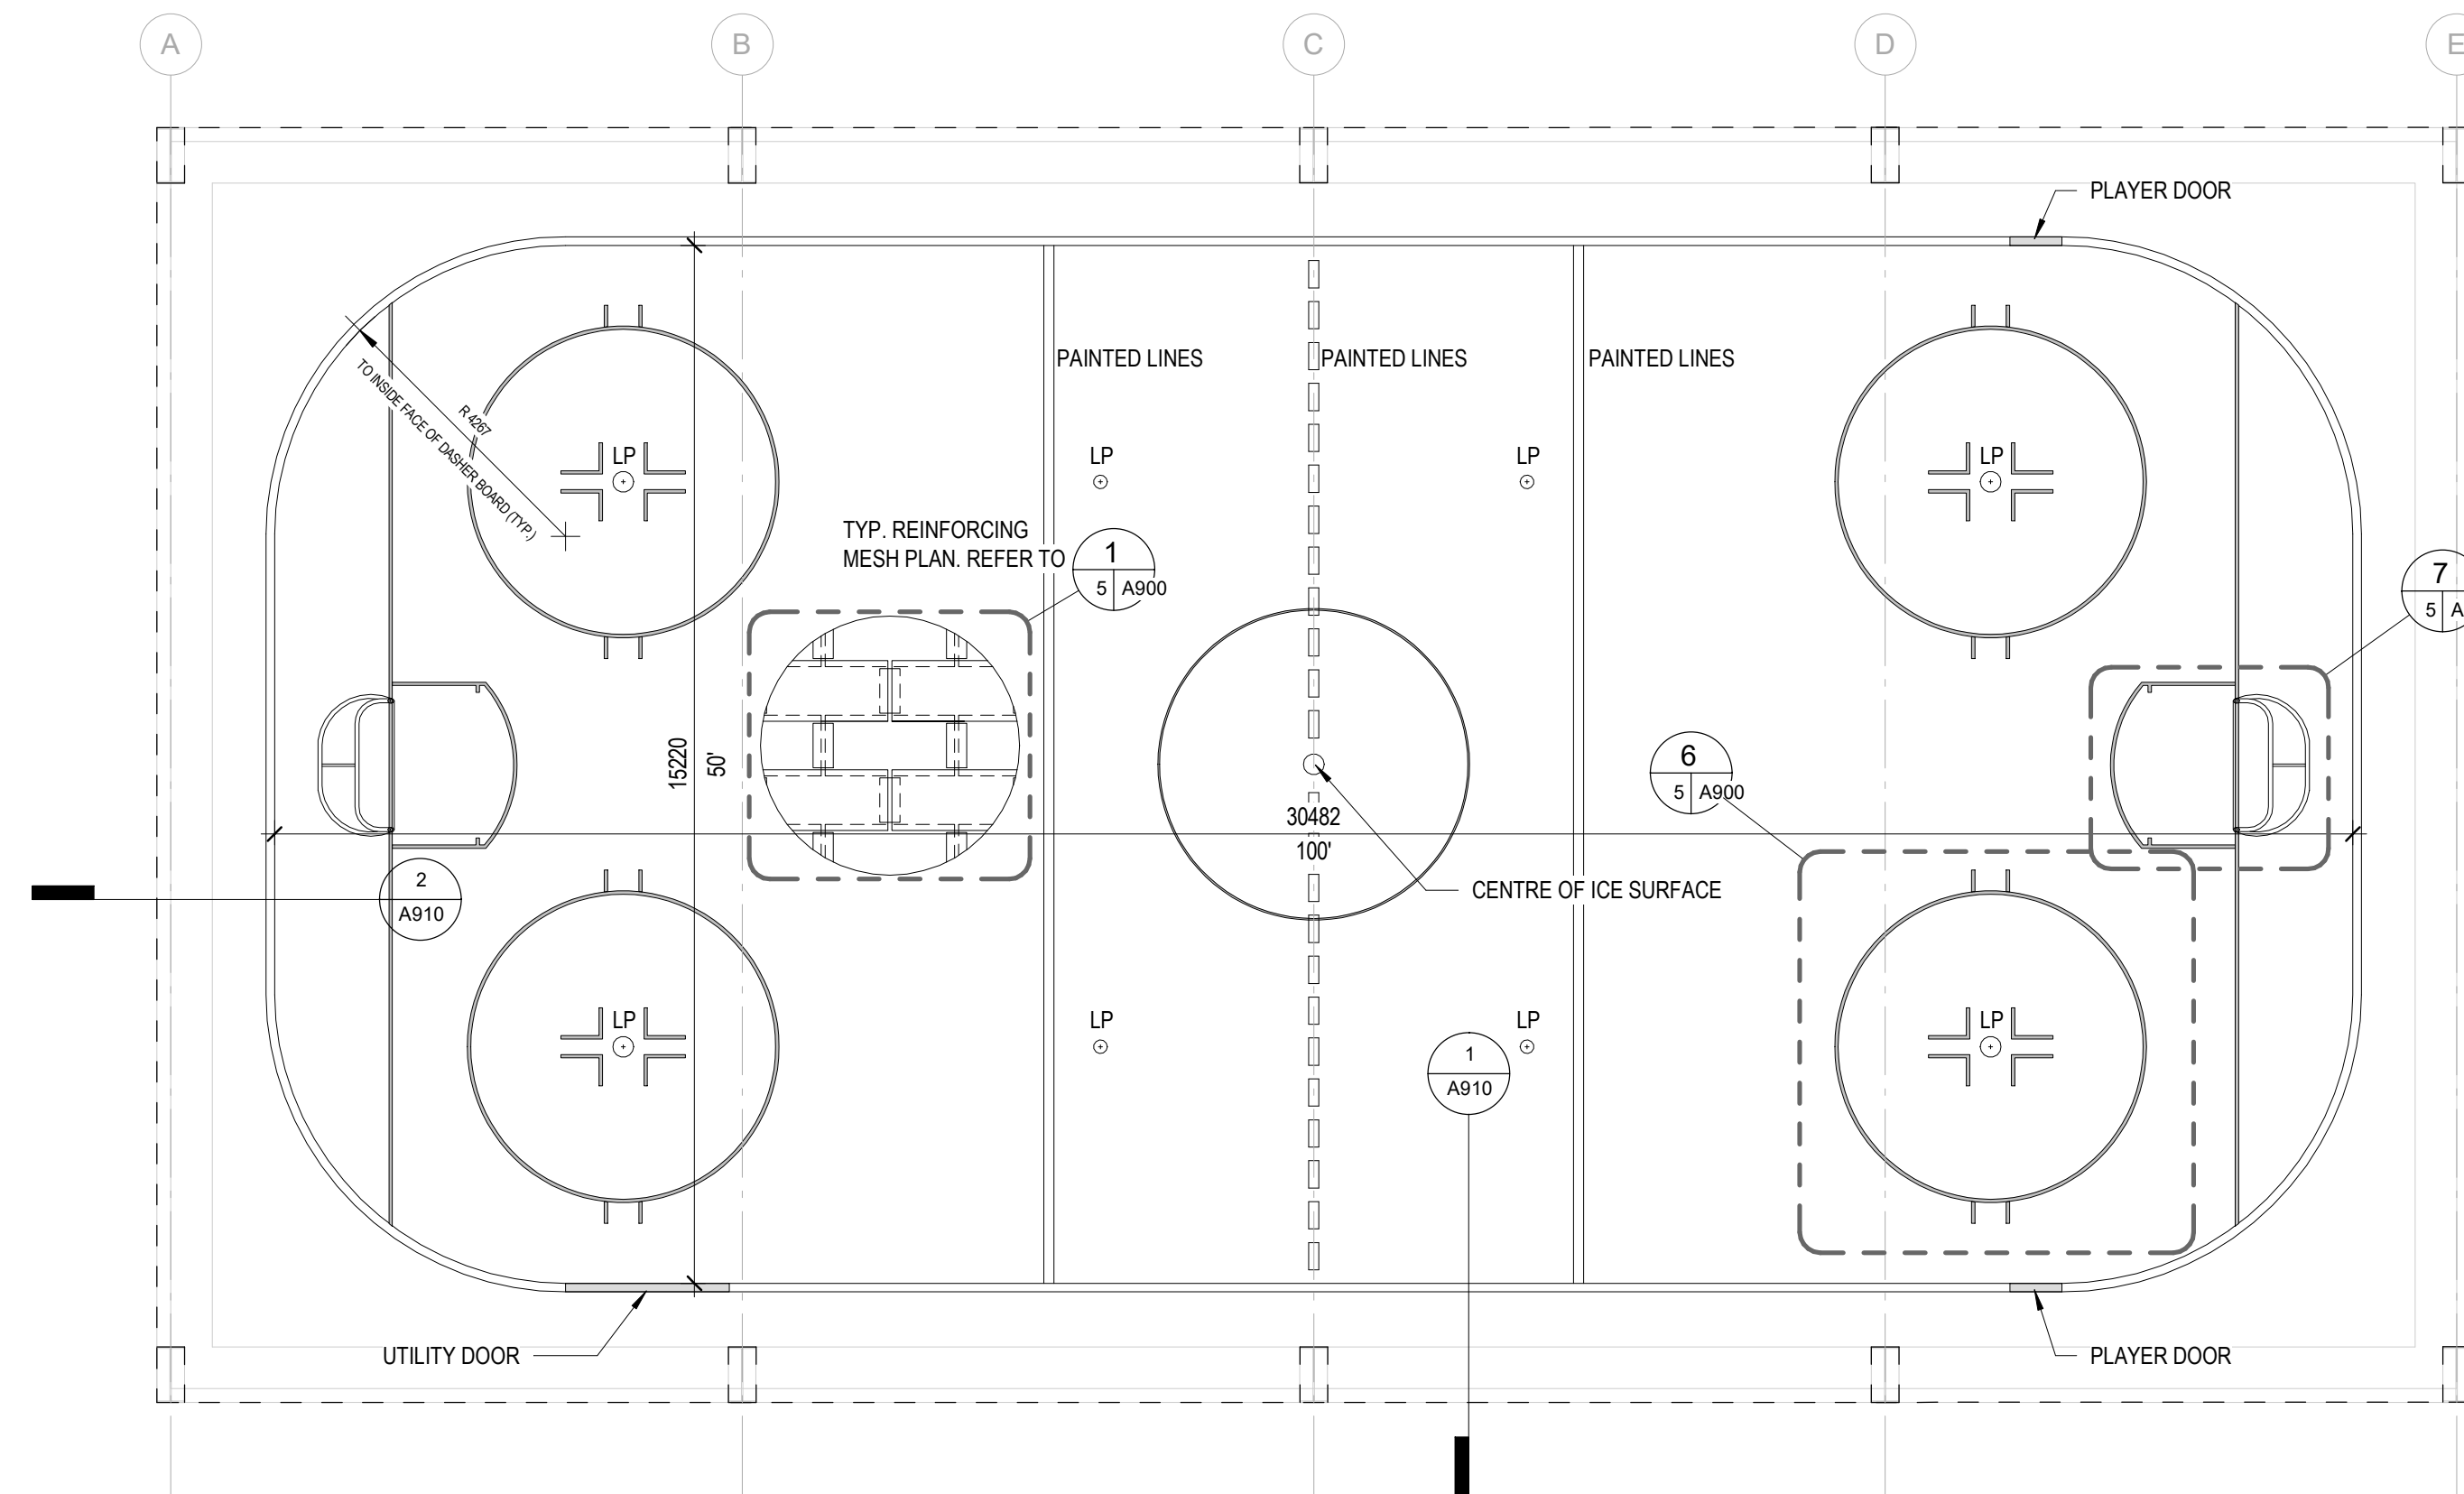 A
B
C
D
E
PLAYER DOOR
PAINTED LINES
PAINTED LINES
PAINTED LINES
R 4267
TO INSIDE FACE OF DASHER BOARD (TYP.)
LP
LP
LP
LP
TYP. REINFORCING
MESH PLAN. REFER TO
1
5 A900
7
5 A
15220
50'
6
5 A900
30482
100'
CENTRE OF ICE SURFACE
2
A910
LP
LP
LP
LP
1
A910
UTILITY DOOR
PLAYER DOOR